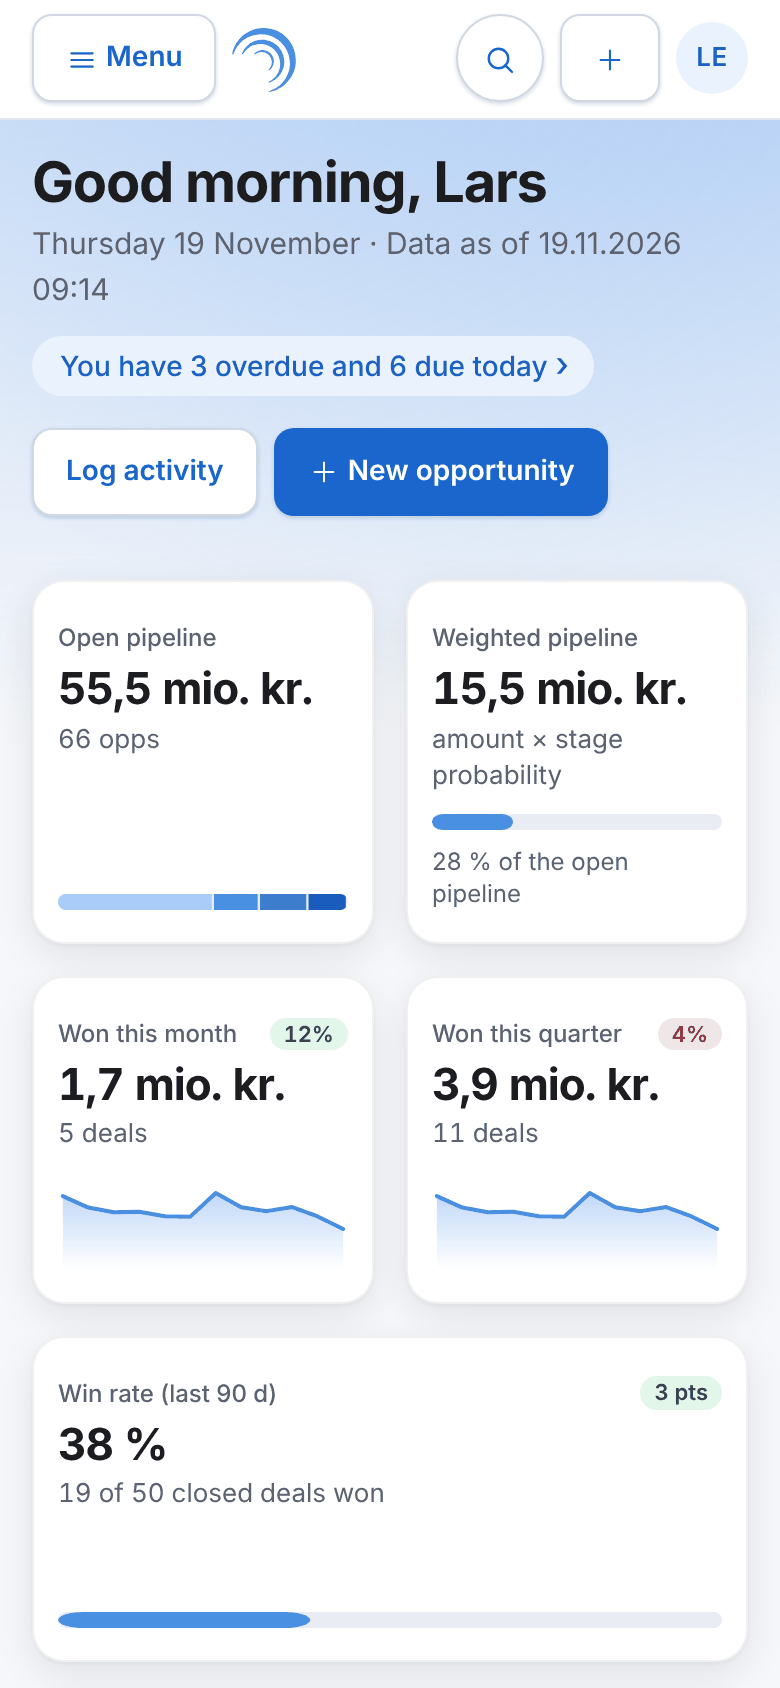 Menu
LE
Good morning, Lars
Thursday 19 November · Data as of 19.11.2026
09:14
You have 3 overdue and 6 due today ›
Log activity
+ New opportunity
Open pipeline
55,5 mio. kr.
66 opps
Weighted pipeline
15,5 mio. kr.
amount × stage
probability
28 % of the open
pipeline
Won this month
12%
1,7 mio. kr.
5 deals
Won this quarter
4%
3,9 mio. kr.
11 deals
Win rate (last 90 d)
3 pts
38 %
19 of 50 closed deals won